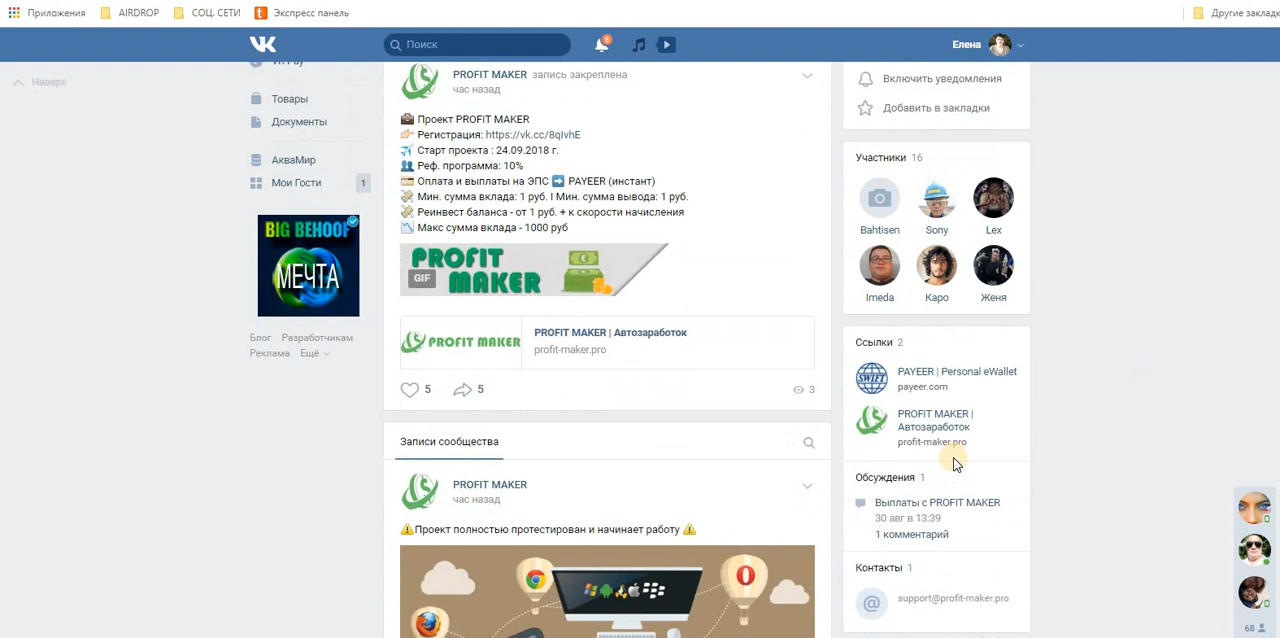 Приложения AIRDROP СОЦ. СЕТИ Экспресс панель Другие закладк
Поиск 8 Елена
Наверх
VK Pay
Товары
Документы
АкваМир
Мои Гости 1
BIG BEHOOF
МЕЧТА
Блог Разработчикам
Реклама Ещё
PROFIT MAKER запись закреплена
час назад
Проект PROFIT MAKER
Регистрация: https://vk.cc/8qIvhE
Старт проекта : 24.09.2018 г.
Реф. программа: 10%
Оплата и выплаты на ЭПС ➡ PAYEER (инстант)
Мин. сумма вклада: 1 руб. I Мин. сумма вывода: 1 руб.
Реинвест баланса - от 1 руб. + к скорости начисления
Макс сумма вклада - 1000 руб
PROFIT
MAKER
GIF
PROFIT MAKER
PROFIT MAKER | Автозаработок
profit-maker.pro
5 5 3
Записи сообщества
PROFIT MAKER
час назад
⚠Проект полностью протестирован и начинает работу ⚠
Включить уведомления
Добавить в закладки
Участники 16
Bahtisen Sony Lex
Imeda Каро Женя
Ссылки 2
SWIFT
PAYEER | Personal eWallet
payeer.com
PROFIT MAKER |
Автозаработок
profit-maker.pro
Обсуждения 1
Выплаты с PROFIT MAKER
30 авг в 13:39
1 комментарий
Контакты 1
support@profit-maker.pro
68